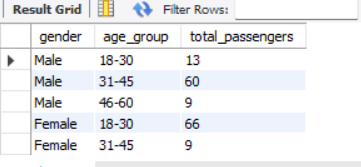 Result Grid Filter Rows:
gender age_group total_passengers
Male 18-30 13
Male 31-45 60
Male 46-60 9
Female 18-30 66
Female 31-45 9